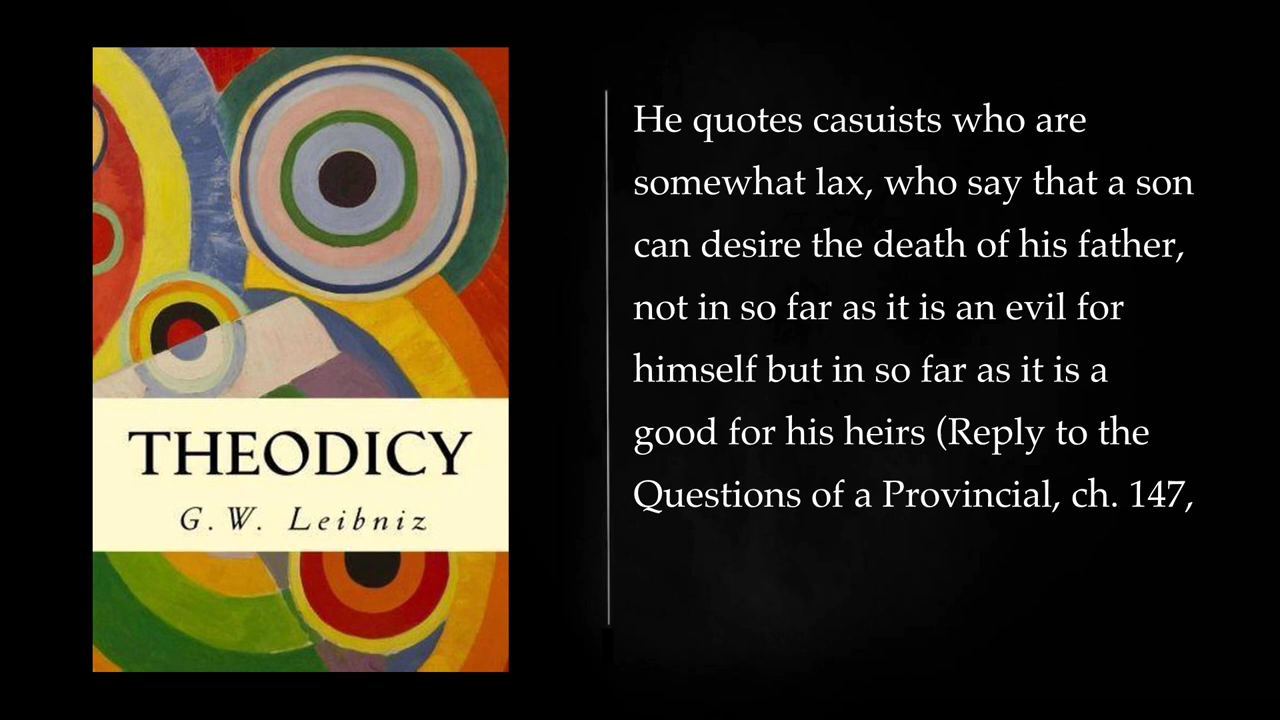 THEODICY
G. W. Leibniz
He quotes casuists who are
somewhat lax, who say that a son
can desire the death of his father,
not in so far as it is an evil for
himself but in so far as it is a
good for his heirs (Reply to the
Questions of a Provincial, ch. 147,